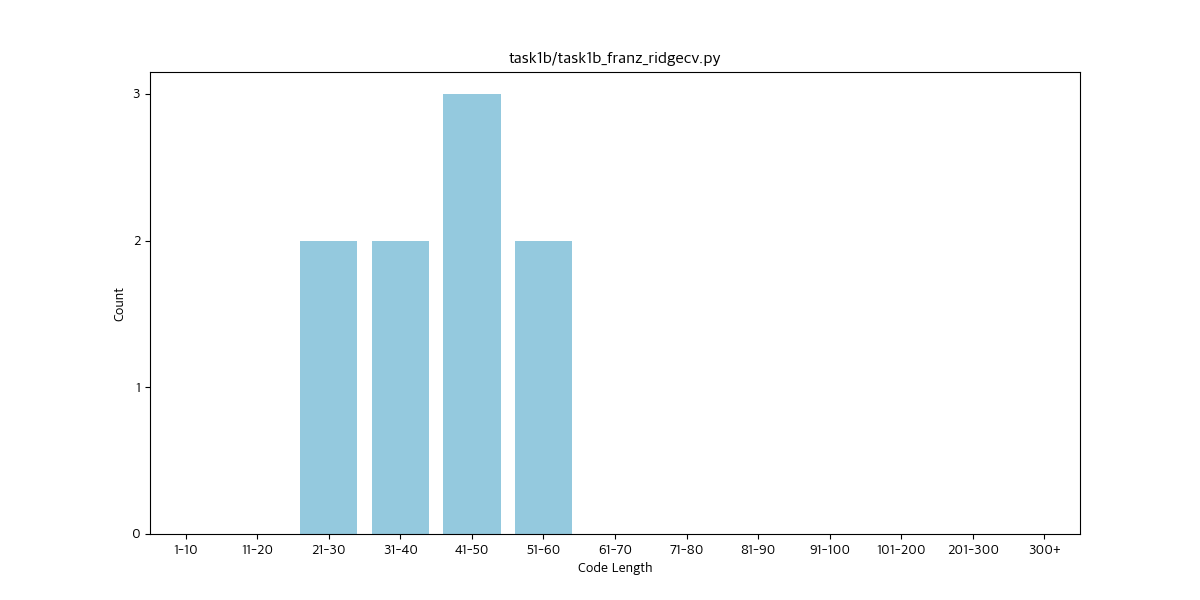 task1b/task1b_franz_ridgecv.py
Count
3
2
1
0
1-10 11-20 21-30 31-40 41-50 51-60 61-70 71-80 81-90 91-100 101-200 201-300 300+
Code Length